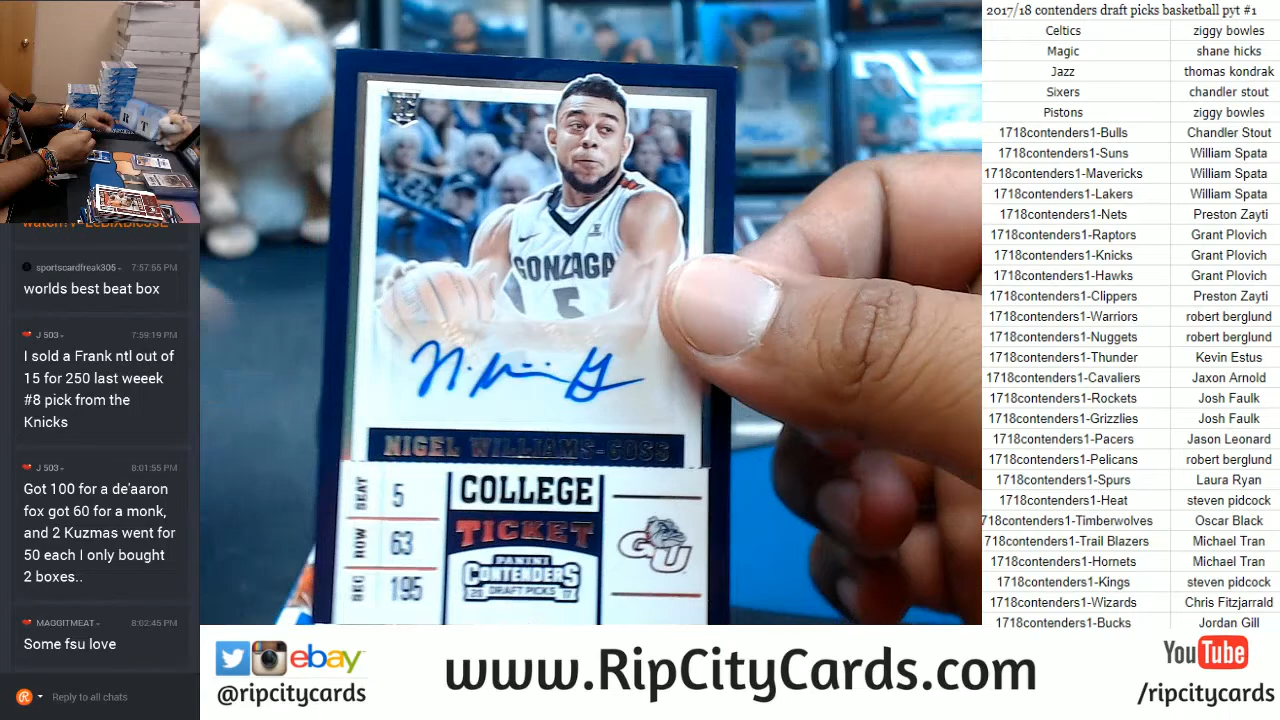 sportscardfreak305 - 7:57:55 PM
worlds best beat box
J 503 - 7:59:19 PM
I sold a Frank ntl out of
15 for 250 last weeek
#8 pick from the
Knicks
J 503 - 8:01:55 PM
Got 100 for a de'aaron
fox got 60 for a monk,
and 2 Kuzmas went for
50 each I only bought
2 boxes..
MAGGITMEAT - 8:02:45 PM
Some fsu love
Reply to all chats
GONZAGA
5
NIGEL WILLIAMS-GOSS
SEAT 5
ROW 63
SEC 195
COLLEGE
TICKET
PANINI
CONTENDERS
20 DRAFT PICKS 17
GU
2017/18 contenders draft picks basketball pyt #1
Celtics ziggy bowles
Magic shane hicks
Jazz thomas kondrak
Sixers chandler stout
Pistons ziggy bowles
1718contenders1-Bulls Chandler Stout
1718contenders1-Suns William Spata
1718contenders1-Mavericks William Spata
1718contenders1-Lakers William Spata
1718contenders1-Nets Preston Zayti
1718contenders1-Raptors Grant Plovich
1718contenders1-Knicks Grant Plovich
1718contenders1-Hawks Grant Plovich
1718contenders1-Clippers Preston Zayti
1718contenders1-Warriors robert berglund
1718contenders1-Nuggets robert berglund
1718contenders1-Thunder Kevin Estus
1718contenders1-Cavaliers Jaxon Arnold
1718contenders1-Rockets Josh Faulk
1718contenders1-Grizzlies Josh Faulk
1718contenders1-Pacers Jason Leonard
1718contenders1-Pelicans robert berglund
1718contenders1-Spurs Laura Ryan
1718contenders1-Heat steven pidcock
718contenders1-Timberwolves Oscar Black
718contenders1-Trail Blazers Michael Tran
1718contenders1-Hornets Michael Tran
1718contenders1-Kings steven pidcock
1718contenders1-Wizards Chris Fitzjarrald
1718contenders1-Bucks Jordan Gill
ebay
@ripcitycards
www.RipCityCards.com
YouTube
/ripcitycards